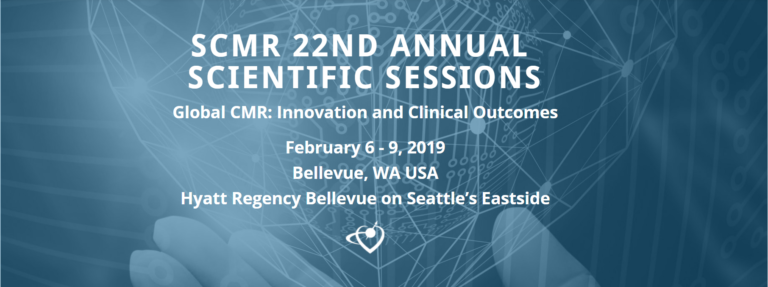 SCMR 22ND ANNUAL
SCIENTIFIC SESSIONS
Global CMR: Innovation and Clinical Outcomes
February 6 - 9, 2019
Bellevue, WA USA
Hyatt Regency Bellevue on Seattle's Eastside